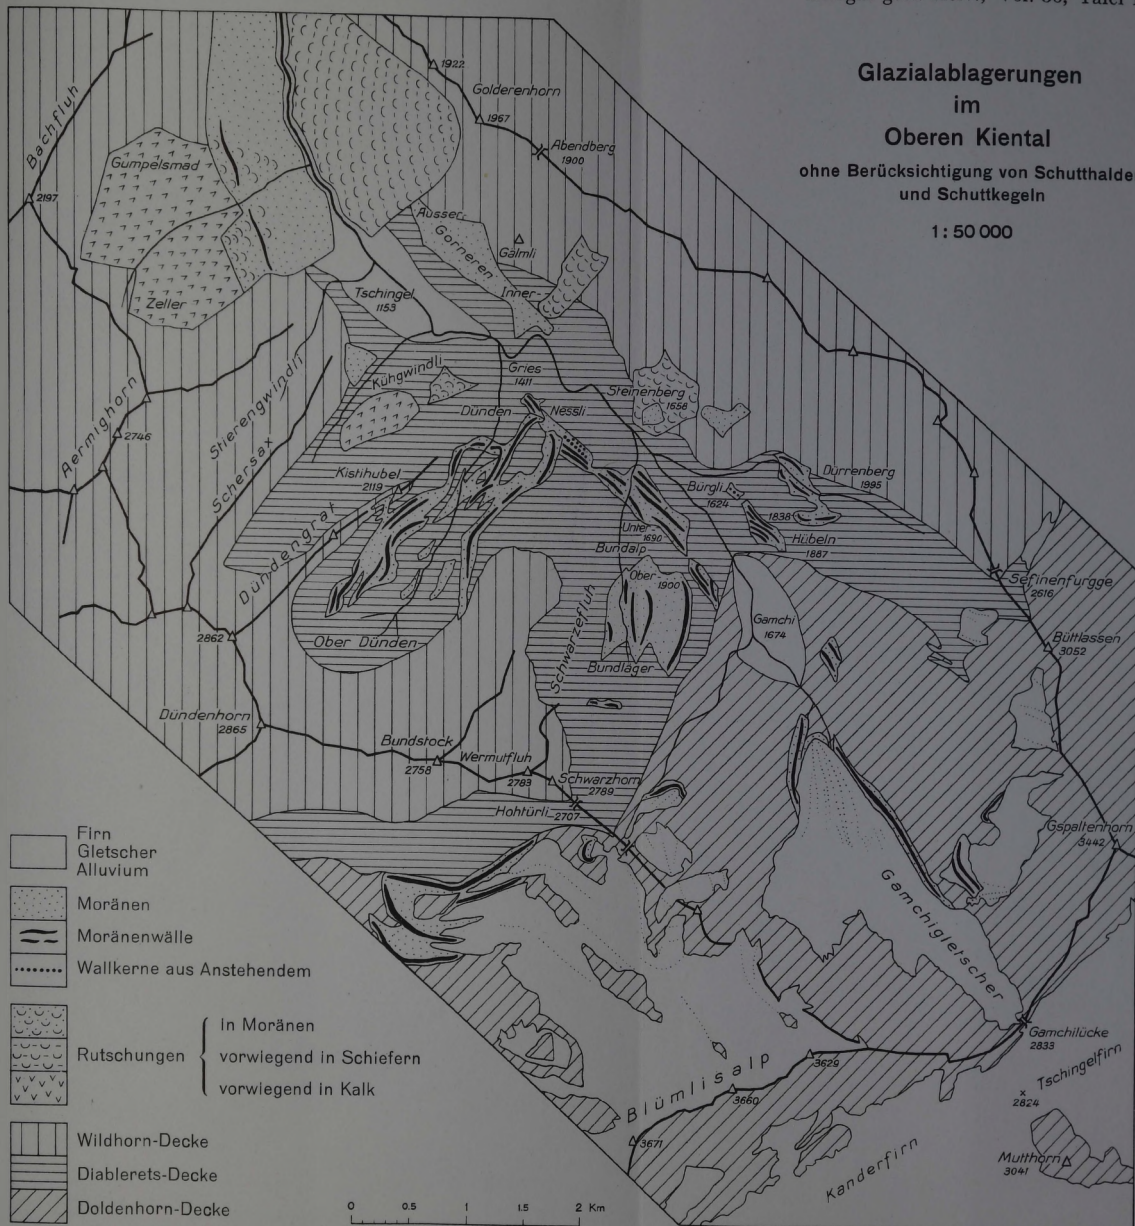 Glazialablagerungen
im
Oberen Kiental
ohne Berücksichtigung von Schutthalde
und Schuttkegeln
1:50 000
1922
Golderenhorn
1967
Abendberg
1900
Bachfluh
Gumpelsmad
2197
Ausser-
Gorneren
Galmli
Inner-
Zeller
Tschingel
1153
Gries
1411
Kühgwindli
Steinenberg
1656
Dünden
Nessli
Aermighorn
2746
Stierengwindli
Schersax
Kistihubel
2119
Bürgli
1624
Dürrenberg
1995
1838
Hübeln
1887
Unter-
1690
Bundalp
Ober-
1900
Dündengrat
Sefinenfurgge
2616
Gamchi
1674
Büttlassen
3052
2862
Ober Dünden
Schwarzefluh
Bundläger
Dündenhorn
2865
Bundstock
2758
Wermutfluh
2783
Schwarzhorn
2789
Hohtürli
2707
Gspaltenhorn
3442
Gamchigletscher
Gamchilücke
2833
Tschingelfirn
2824
Blümlisalp
3629
3660
3671
Kanderfirn
Mutthorn
3041
Firn
Gletscher
Alluvium
Moränen
Moränenwälle
Wallkerne aus Anstehendem
Rutschungen
In Moränen
vorwiegend in Schiefern
vorwiegend in Kalk
Wildhorn-Decke
Diablerets-Decke
Doldenhorn-Decke
0 1 1.5 2 Km